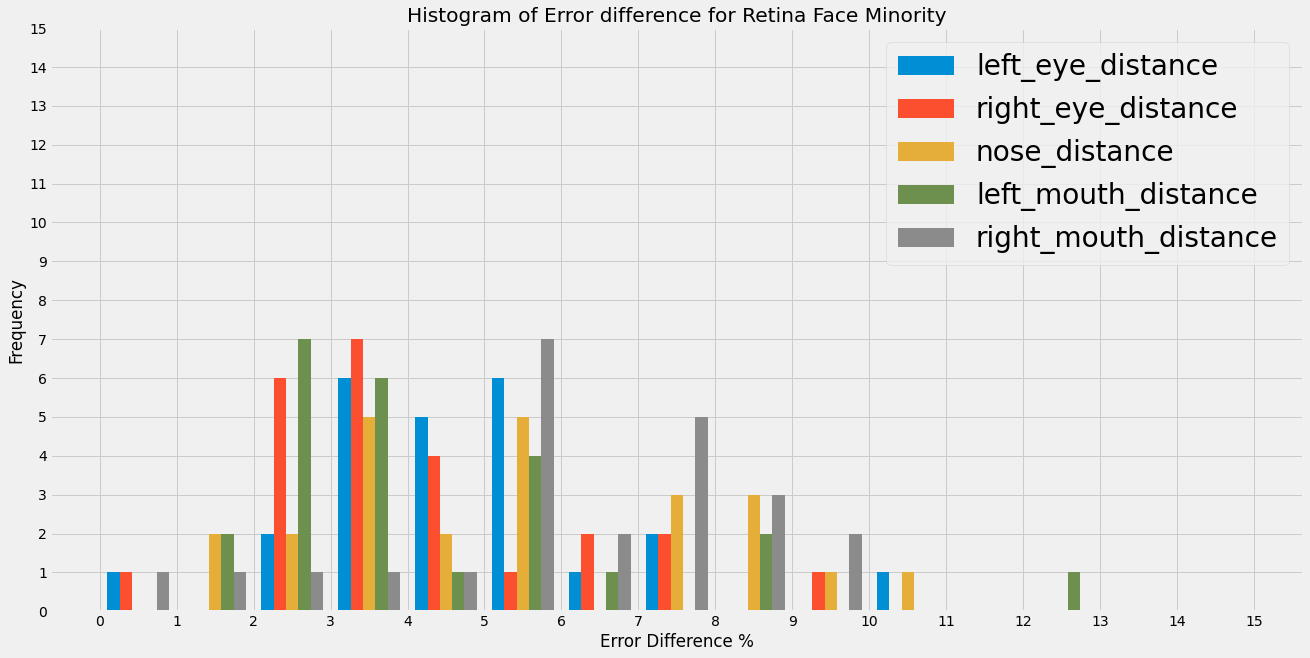 Histogram of Error difference for Retina Face Minority
15
14
13
12
11
10
9
8
7
6
5
4
3
2
1
0
Frequency
left_eye_distance
right_eye_distance
nose_distance
left_mouth_distance
right_mouth_distance
0 1 2 3 4 5 6 7 8 9 10 11 12 13 14 15
Error Difference %